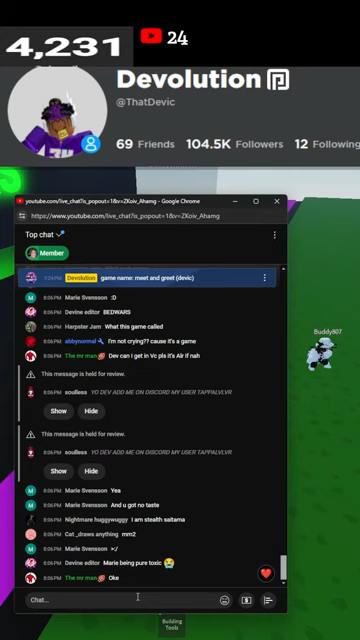 4,231
24
Devolution
@ThatDevic
69 Friends 104.5K Followers 12 Following
youtube.com/live_chat?is_popout=1&v=ZKoiv_Ahamg - Google Chrome
https://www.youtube.com/live_chat?is_popout=1&v=ZKoiv_Ahamg
Top chat
Member
7:24 PM Devolution game name: meet and greet (devic)
8:06 PM Marie Svensson :D
8:06 PM Devine editor BEDWARS
8:06 PM Harpster Jam What this game called
8:06 PM abbynormal I'm not crying?? cause it's a game
8:06 PM The mr man Dev can I get in Vc pls it's Alr if nah
This message is held for review.
8:06 PM soulless YO DEV ADD ME ON DISCORD MY USER TAPPALVLVR
Show Hide
This message is held for review.
8:06 PM soulless YO DEV ADD ME ON DISCORD MY USER TAPPALVLVR
Show Hide
8:06 PM Marie Svensson Yea
8:06 PM Marie Svensson And u got no taste
8:06 PM Nightmare huggywuggy I am stealth saitama
8:06 PM Cat_draws anything mm2
8:06 PM Marie Svensson >:/
8:06 PM Devine editor Marie being pure toxic 😭
8:06 PM The mr man Oke
Chat...
Buddy807
Building
Tools